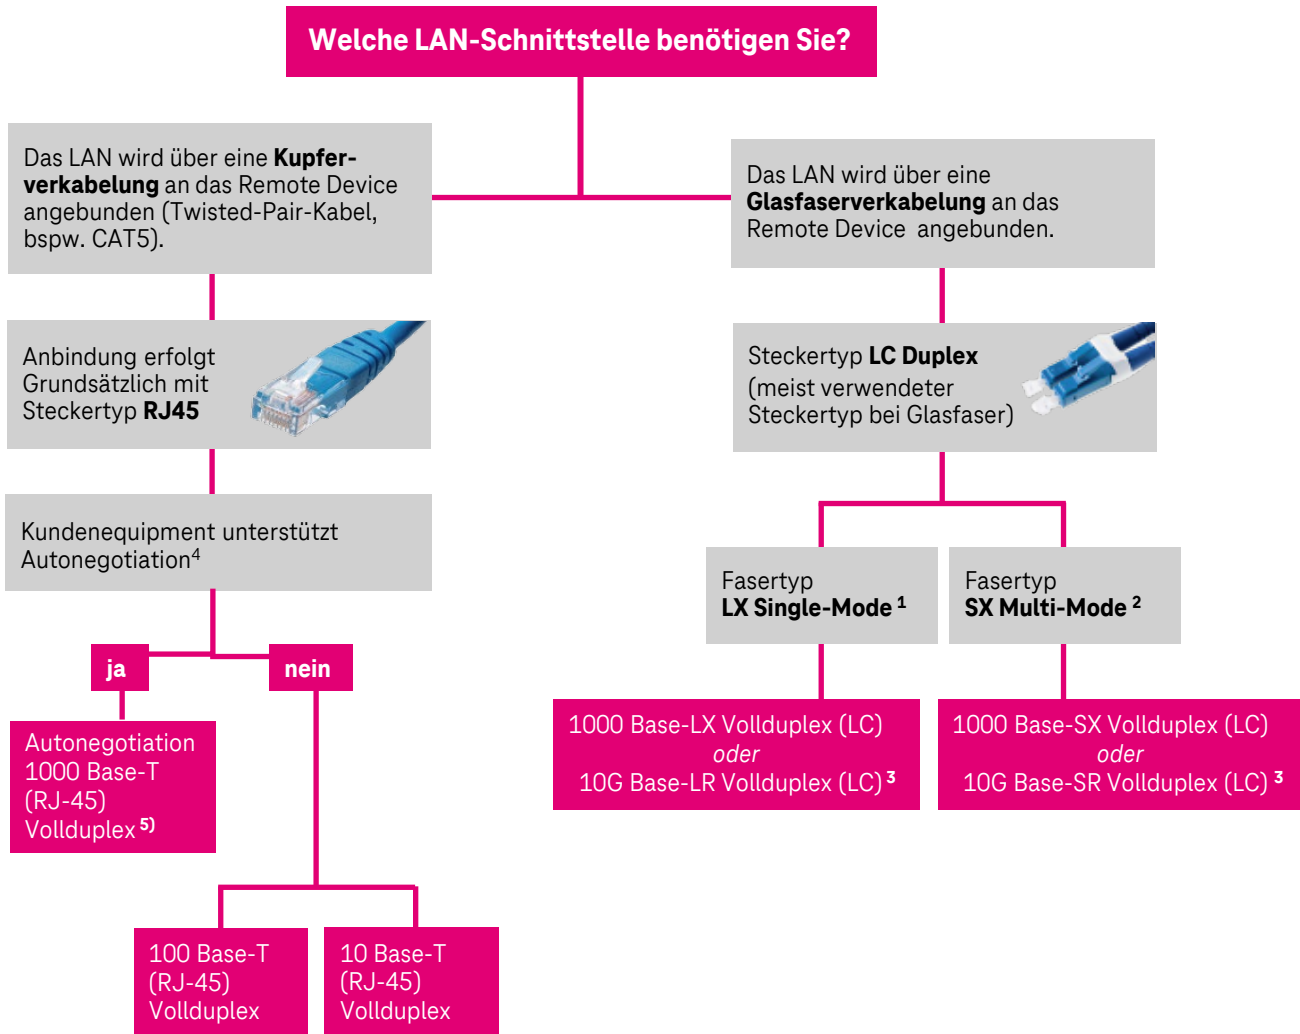 Welche LAN-Schnittstelle benötigen Sie?
Das LAN wird über eine Kupfer-
verkabelung an das Remote Device
angebunden (Twisted-Pair-Kabel,
bspw. CAT5).
Das LAN wird über eine
Glasfaserverkabelung an das
Remote Device angebunden.
Anbindung erfolgt
Grundsätzlich mit
Steckertyp RJ45
Steckertyp LC Duplex
(meist verwendeter
Steckertyp bei Glasfaser)
Kundenequipment unterstützt
Autonegotiation⁴
Fasertyp
LX Single-Mode ¹
Fasertyp
SX Multi-Mode ²
ja
nein
Autonegotiation
1000 Base-T
(RJ-45)
Vollduplex ⁵⁾
1000 Base-LX Vollduplex (LC)
oder
10G Base-LR Vollduplex (LC) ³
1000 Base-SX Vollduplex (LC)
oder
10G Base-SR Vollduplex (LC) ³
100 Base-T
(RJ-45)
Vollduplex
10 Base-T
(RJ-45)
Vollduplex